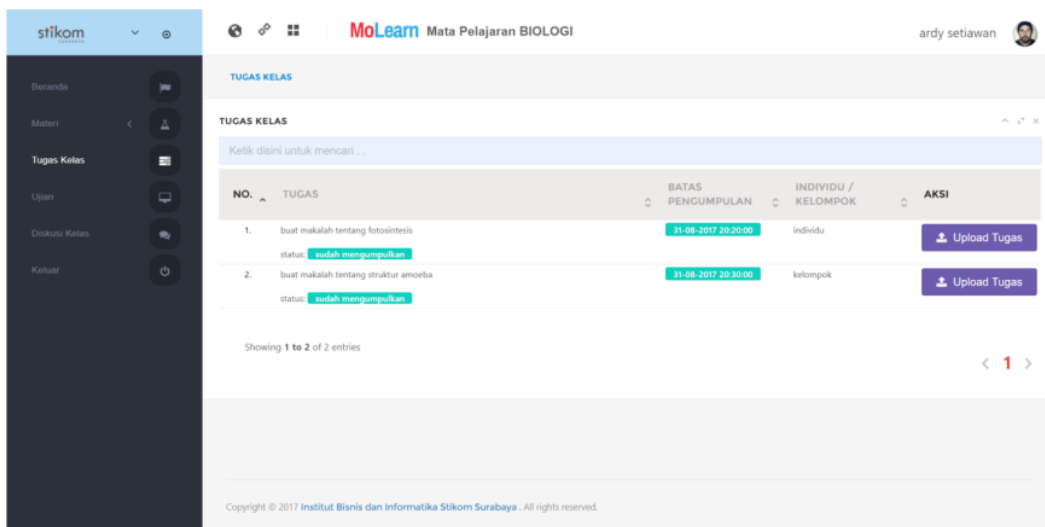 stikom
SURABAYA
MoLearn Mata Pelajaran BIOLOGI
ardy setiawan
Beranda
Materi
Tugas Kelas
Ujian
Diskusi Kelas
Keluar
TUGAS KELAS
TUGAS KELAS
Ketik disini untuk mencari ..
NO. TUGAS BATAS PENGUMPULAN INDIVIDU / KELOMPOK AKSI
1. buat makalah tentang fotosintesis 31-08-2017 20:20:00 individu Upload Tugas
status: sudah mengumpulkan
2. buat makalah tentang struktur amoeba 31-08-2017 20:30:00 kelompok Upload Tugas
status: sudah mengumpulkan
Showing 1 to 2 of 2 entries
< 1 >
Copyright © 2017 Institut Bisnis dan Informatika Stikom Surabaya . All rights reserved.